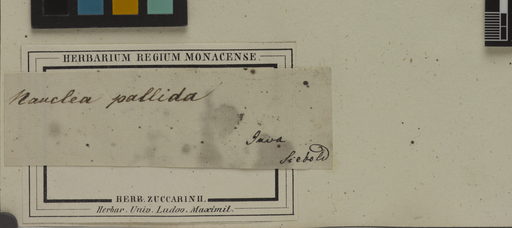 HERBARIUM REGIUM MONACENSE.
Nauclea pallida
Java
Siebold
HERB. ZUCCARINII.
Herbar. Univ. Ludov. Maximil.